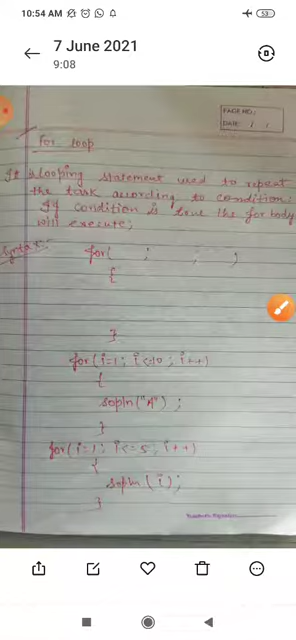 10:54 AM
53
7 June 2021
9:08
PAGE NO.:
DATE: / /
For loop
It is looping statement used to repeat
the task according to condition.
If condition is true the for body
will execute;
Syntax:
for( ; ; )
{
}
for(i=1; i<=10; i++)
{
sopln("A");
}
for(i=1; i<=5; i++)
{
sopln(i);
}